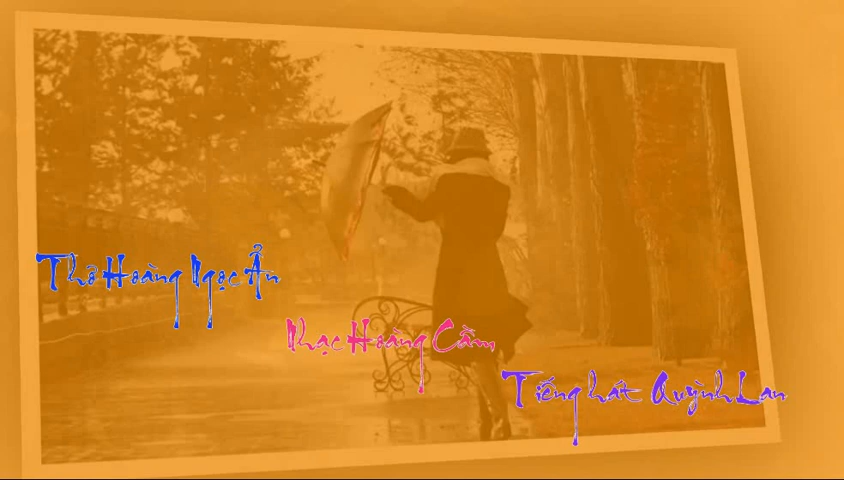 Thơ Hoàng Ngọc Ẩn
Nhạc Hoàng Cầm
Tiếng hát Quỳnh Lan